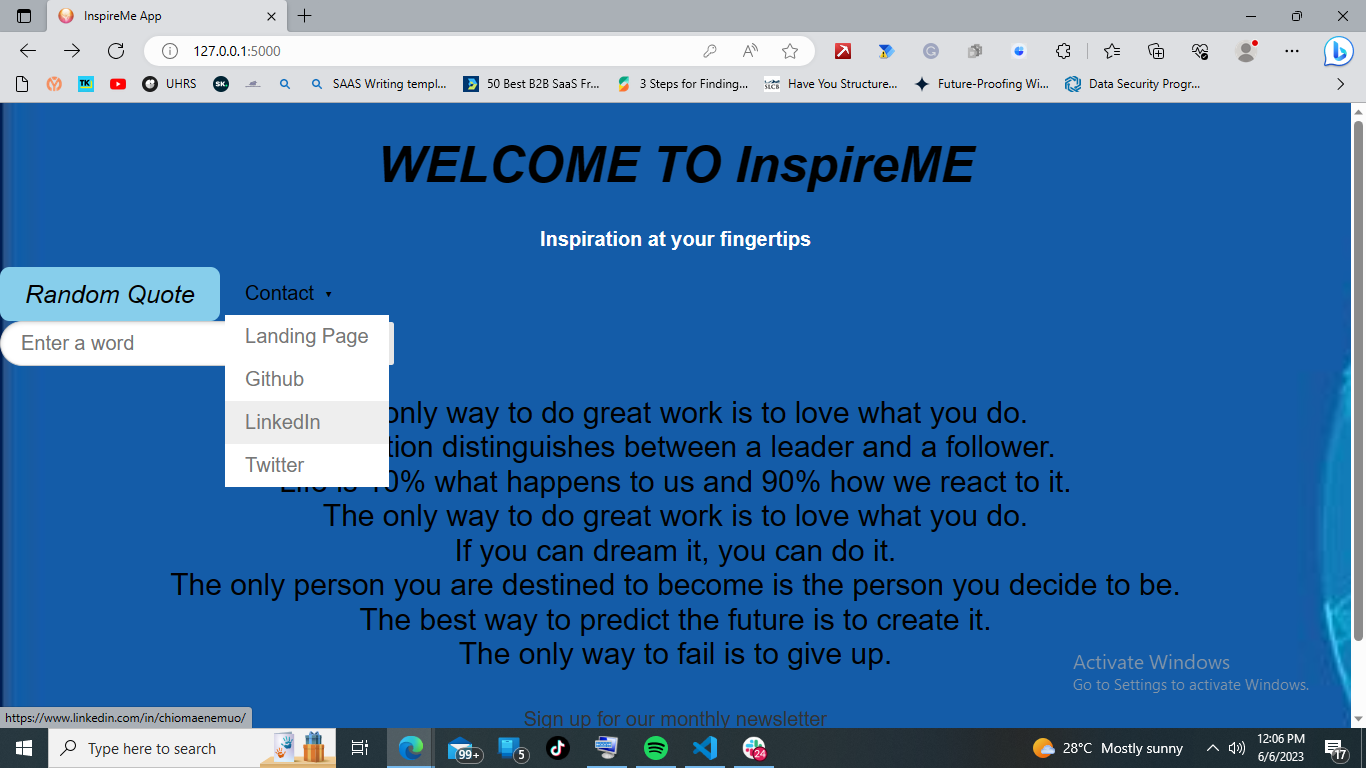 InspireMe App
127.0.0.1:5000
UHRS
SAAS Writing templ...
50 Best B2B SaaS Fr...
3 Steps for Finding...
Have You Structure...
Future-Proofing Wi...
Data Security Progr...
WELCOME TO InspireME
Inspiration at your fingertips
Random Quote
Contact
Enter a word
Landing Page
Github
LinkedIn
Twitter
only way to do great work is to love what you do.
distinguishes between a leader and a follower.
Life is 10% what happens to us and 90% how we react to it.
The only way to do great work is to love what you do.
If you can dream it, you can do it.
The only person you are destined to become is the person you decide to be.
The best way to predict the future is to create it.
The only way to fail is to give up.
Activate Windows
Go to Settings to activate Windows.
Sign up for our monthly newsletter
https://www.linkedin.com/in/chiomaenemuo/
Type here to search
99+
5
24
28°C Mostly sunny
12:06 PM
6/6/2023
17